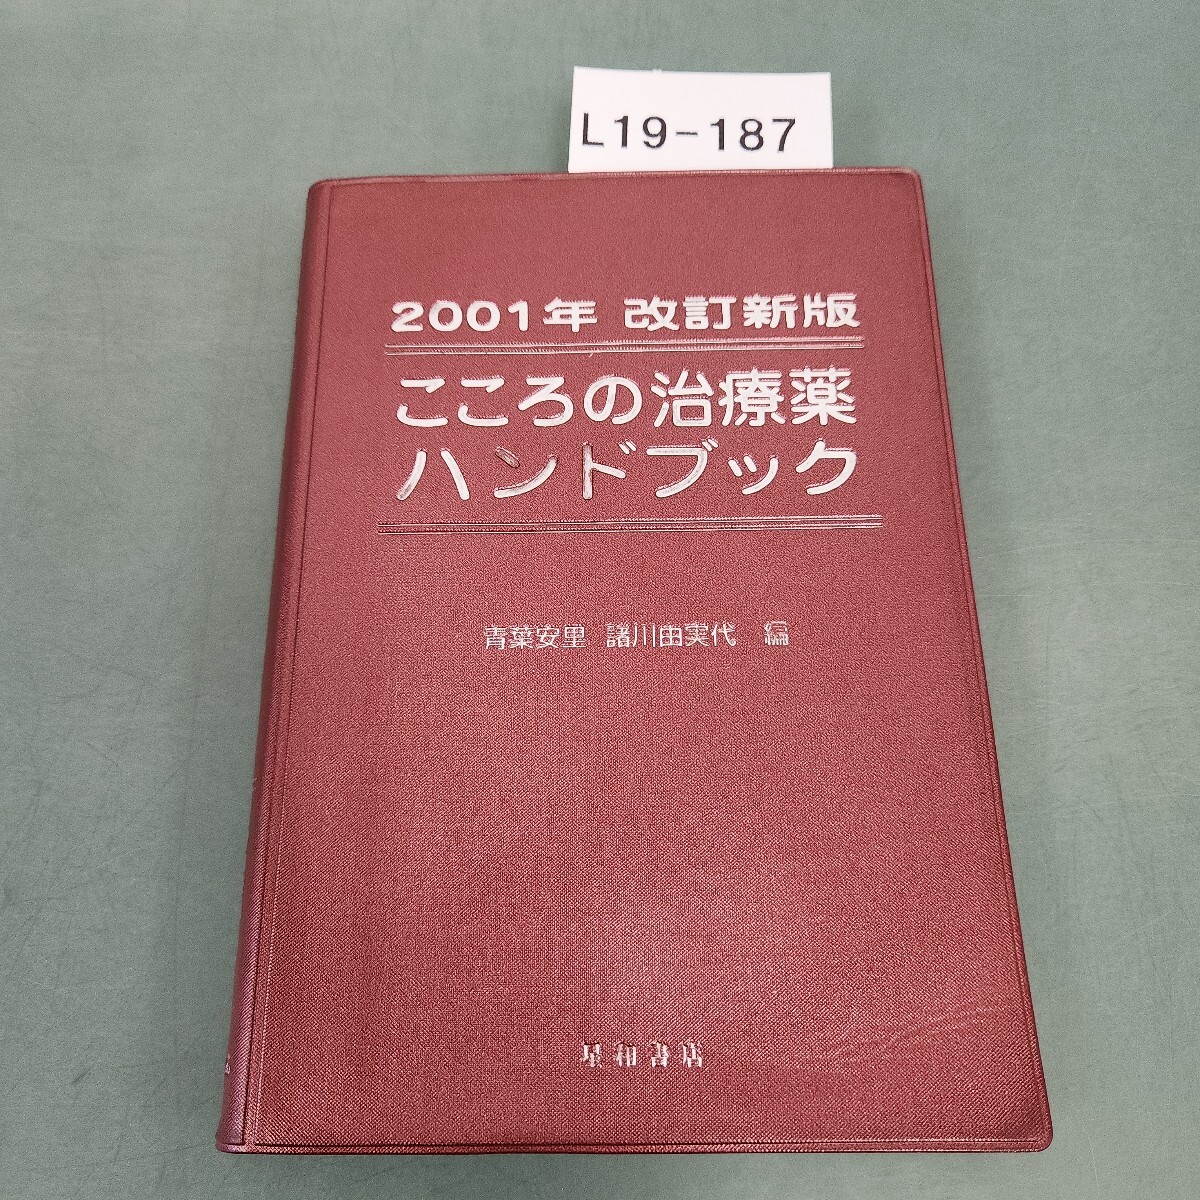 L19-187
2001年 改訂新版
こころの治療薬
ハンドブック
青葉安里 諸川由実代 編
星和書店